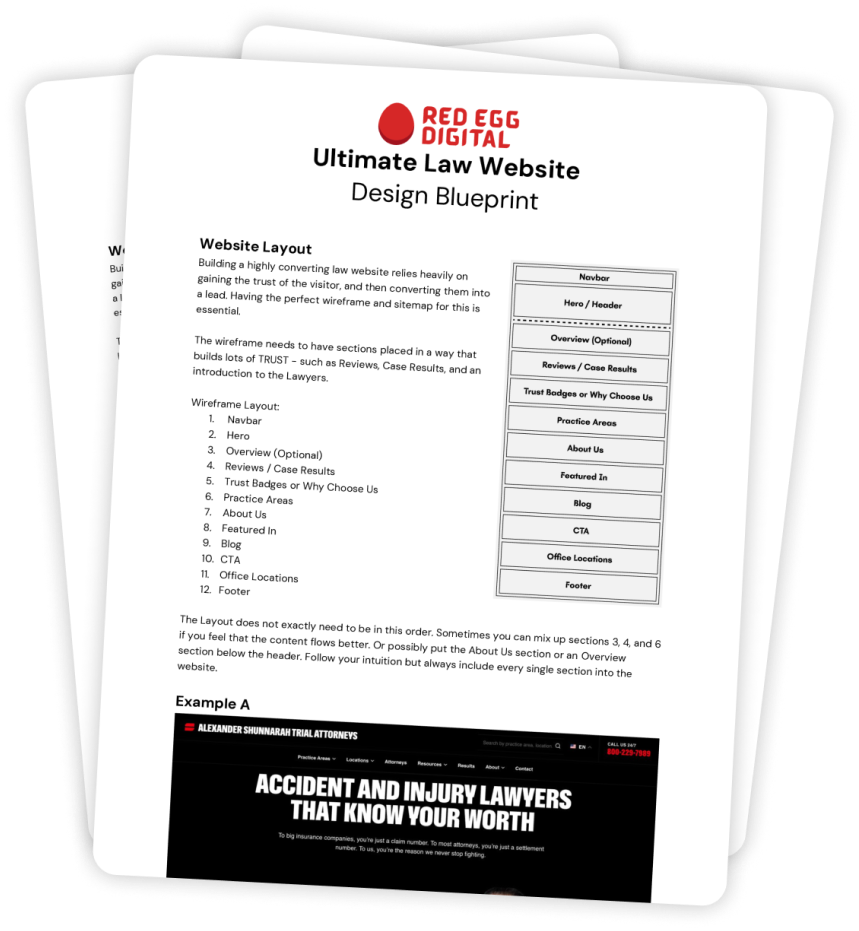 RED EGG
DIGITAL
Ultimate Law Website
Design Blueprint
Website Layout
Building a highly converting law website relies heavily on
gaining the trust of the visitor, and then converting them into
a lead. Having the perfect wireframe and sitemap for this is
essential.
The wireframe needs to have sections placed in a way that
builds lots of TRUST - such as Reviews, Case Results, and an
introduction to the Lawyers.
Wireframe Layout:
1. Navbar
2. Hero
3. Overview (Optional)
4. Reviews / Case Results
5. Trust Badges or Why Choose Us
6. Practice Areas
7. About Us
8. Featured In
9. Blog
10. CTA
11. Office Locations
12. Footer
Navbar
Hero / Header
Overview (Optional)
Reviews / Case Results
Trust Badges or Why Choose Us
Practice Areas
About Us
Featured In
Blog
CTA
Office Locations
Footer
The Layout does not exactly need to be in this order. Sometimes you can mix up sections 3, 4, and 6
if you feel that the content flows better. Or possibly put the About Us section or an Overview
section below the header. Follow your intuition but always include every single section into the
website.
Example A
ALEXANDER SHUNNARAH TRIAL ATTORNEYS
Search by practice area, location
EN
CALL US 24/7
800-229-7989
Practice Areas Locations Attorneys Resources Results About Contact
ACCIDENT AND INJURY LAWYERS
THAT KNOW YOUR WORTH
To big insurance companies, you're just a claim number. To most attorneys, you're just a settlement
number. To us, you're the reason we never stop fighting.